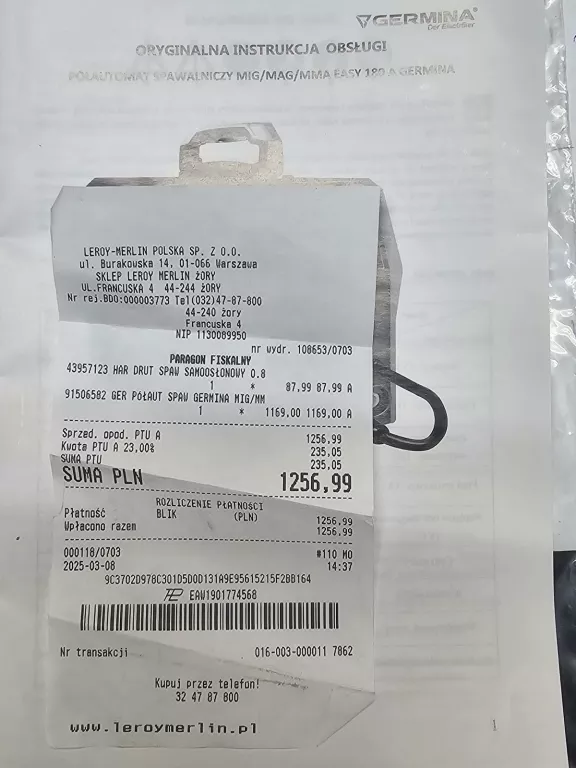 GERMINA®
Der Elektriker
ORYGINALNA INSTRUKCJA OBSŁUGI
PÓŁAUTOMAT SPAWALNICZY MIG/MAG/MMA EASY 180 A GERMINA
LEROY-MERLIN POLSKA SP. Z O.O.
ul. Burakowska 14, 01-066 Warszawa
SKLEP LEROY MERLIN ŻORY
UL.FRANCUSKA 4 44-244 ŻORY
Nr rej.BDO:000003773 Tel(032)47-87-800
44-240 żory
Francuska 4
NIP 1130089950
nr wydr. 108653/0703
PARAGON FISKALNY
43957123 HAR DRUT SPAW SAMOOSŁONOWY 0.8
1 * 87.99 87.99 A
91506582 GER PÓŁAUT SPAW GERMINA MIG/MM
1 * 1169.00 1169.00 A
Sprzed. opod. PTU A 1256.99
Kwota PTU A 23,00% 235.05
SUMA PTU 235.05
SUMA PLN 1256,99
ROZLICZENIE PŁATNOŚCI
Płatność BLIK (PLN) 1256.99
Wpłacono razem 1256.99
000118/0703 #110 MO
2025-03-08 14:37
9C3702D978C301D5D0D131A9E95615215F2BB164
EAW1901774568
Nr transakcji 016-003-000011 7862
Kupuj przez telefon!
32 47 87 800
www.leroymerlin.pl
1